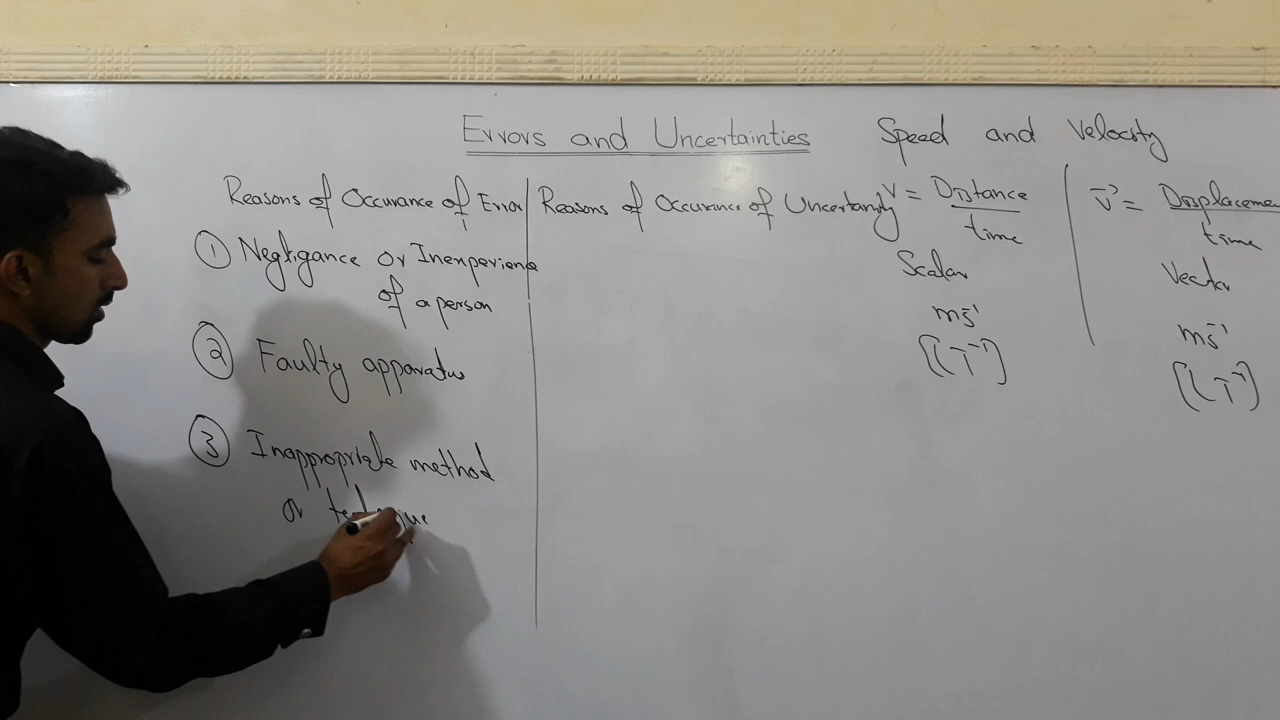 Errors and Uncertainties
Reasons of Occurance of Error
① Negligance Or Inexperience
of a person
② Faulty apparatus
③ Inappropriate method
or
Reasons of Occurance of Uncertainity
Speed and Velocity
v = Distance
time
Scalar
ms⁻¹
[LT⁻¹]
v⃗ = Displacemen
time
Vector
ms⁻¹
[LT⁻¹]